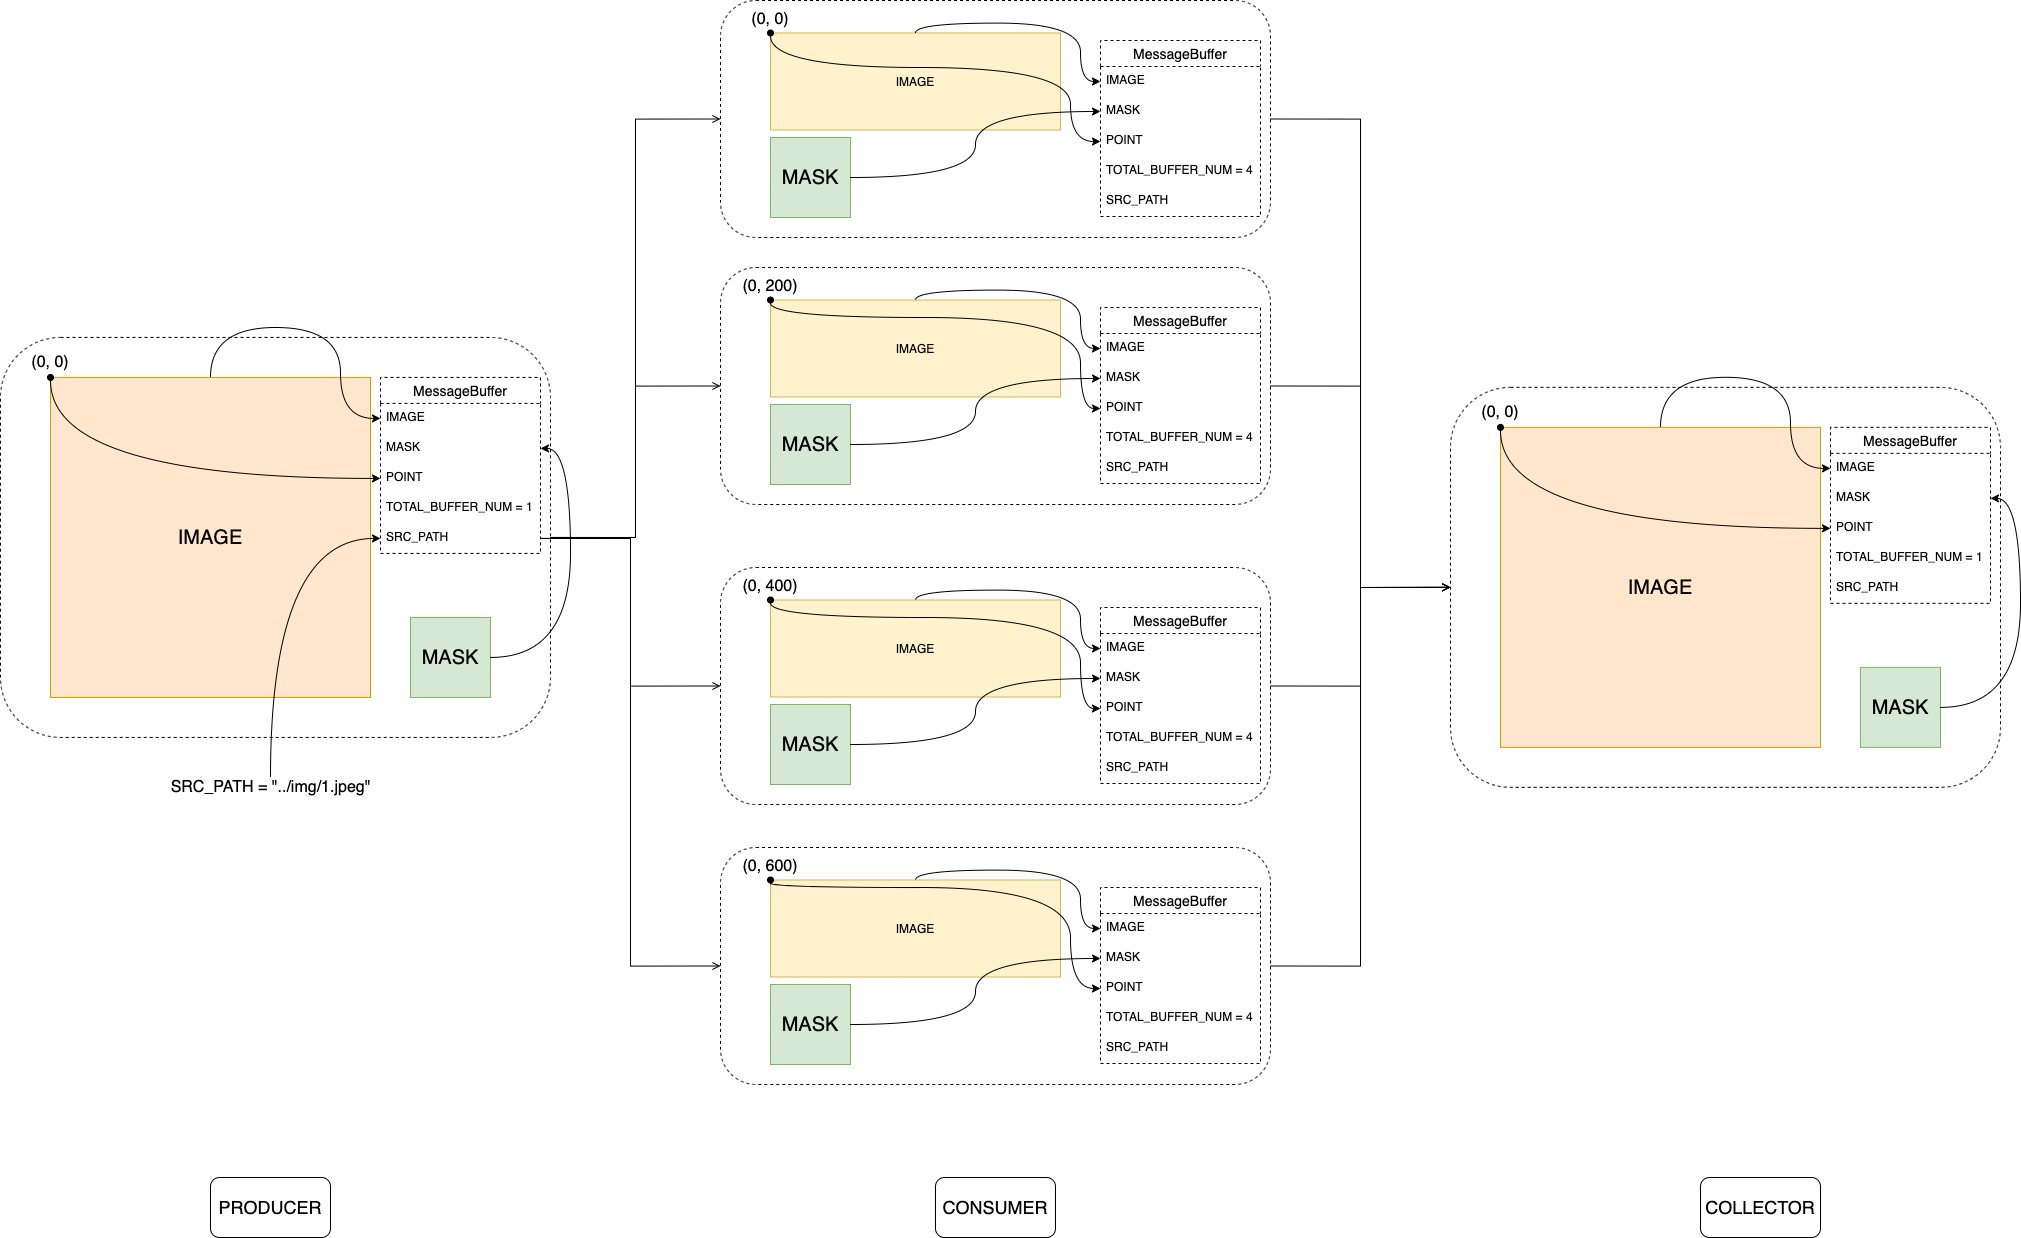 (0, 0)
IMAGE
MessageBuffer
IMAGE
MASK
POINT
TOTAL_BUFFER_NUM = 1
SRC_PATH
MASK
SRC_PATH = "../img/1.jpeg"
(0, 0)
IMAGE
MASK
MessageBuffer
IMAGE
MASK
POINT
TOTAL_BUFFER_NUM = 4
SRC_PATH
(0, 200)
IMAGE
MASK
MessageBuffer
IMAGE
MASK
POINT
TOTAL_BUFFER_NUM = 4
SRC_PATH
(0, 400)
IMAGE
MASK
MessageBuffer
IMAGE
MASK
POINT
TOTAL_BUFFER_NUM = 4
SRC_PATH
(0, 600)
IMAGE
MASK
MessageBuffer
IMAGE
MASK
POINT
TOTAL_BUFFER_NUM = 4
SRC_PATH
(0, 0)
IMAGE
MessageBuffer
IMAGE
MASK
POINT
TOTAL_BUFFER_NUM = 1
SRC_PATH
MASK
PRODUCER
CONSUMER
COLLECTOR